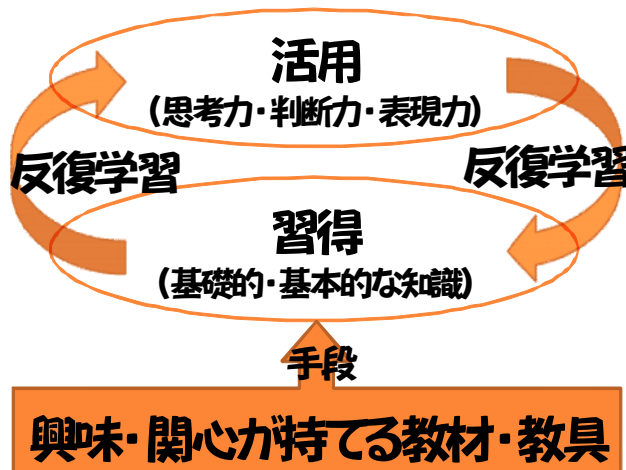 活用
(思考力・判断力・表現力)
反復学習
反復学習
習得
(基礎的・基本的な知識)
手段
興味・関心が持てる教材・教具